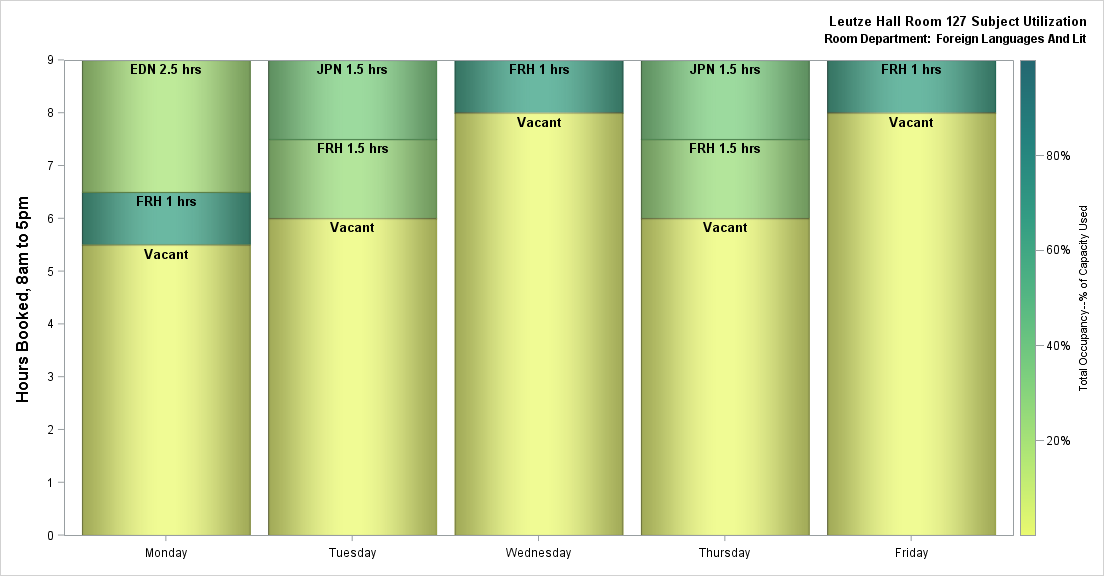 Leutze Hall Room 127 Subject Utilization
Room Department: Foreign Languages And Lit
Hours Booked, 8am to 5pm
9
8
7
6
5
4
3
2
1
0
EDN 2.5 hrs
FRH 1 hrs
Vacant
JPN 1.5 hrs
FRH 1.5 hrs
Vacant
FRH 1 hrs
Vacant
JPN 1.5 hrs
FRH 1.5 hrs
Vacant
FRH 1 hrs
Vacant
Monday
Tuesday
Wednesday
Thursday
Friday
80%
60%
40%
20%
Total Occupancy--% of Capacity Used